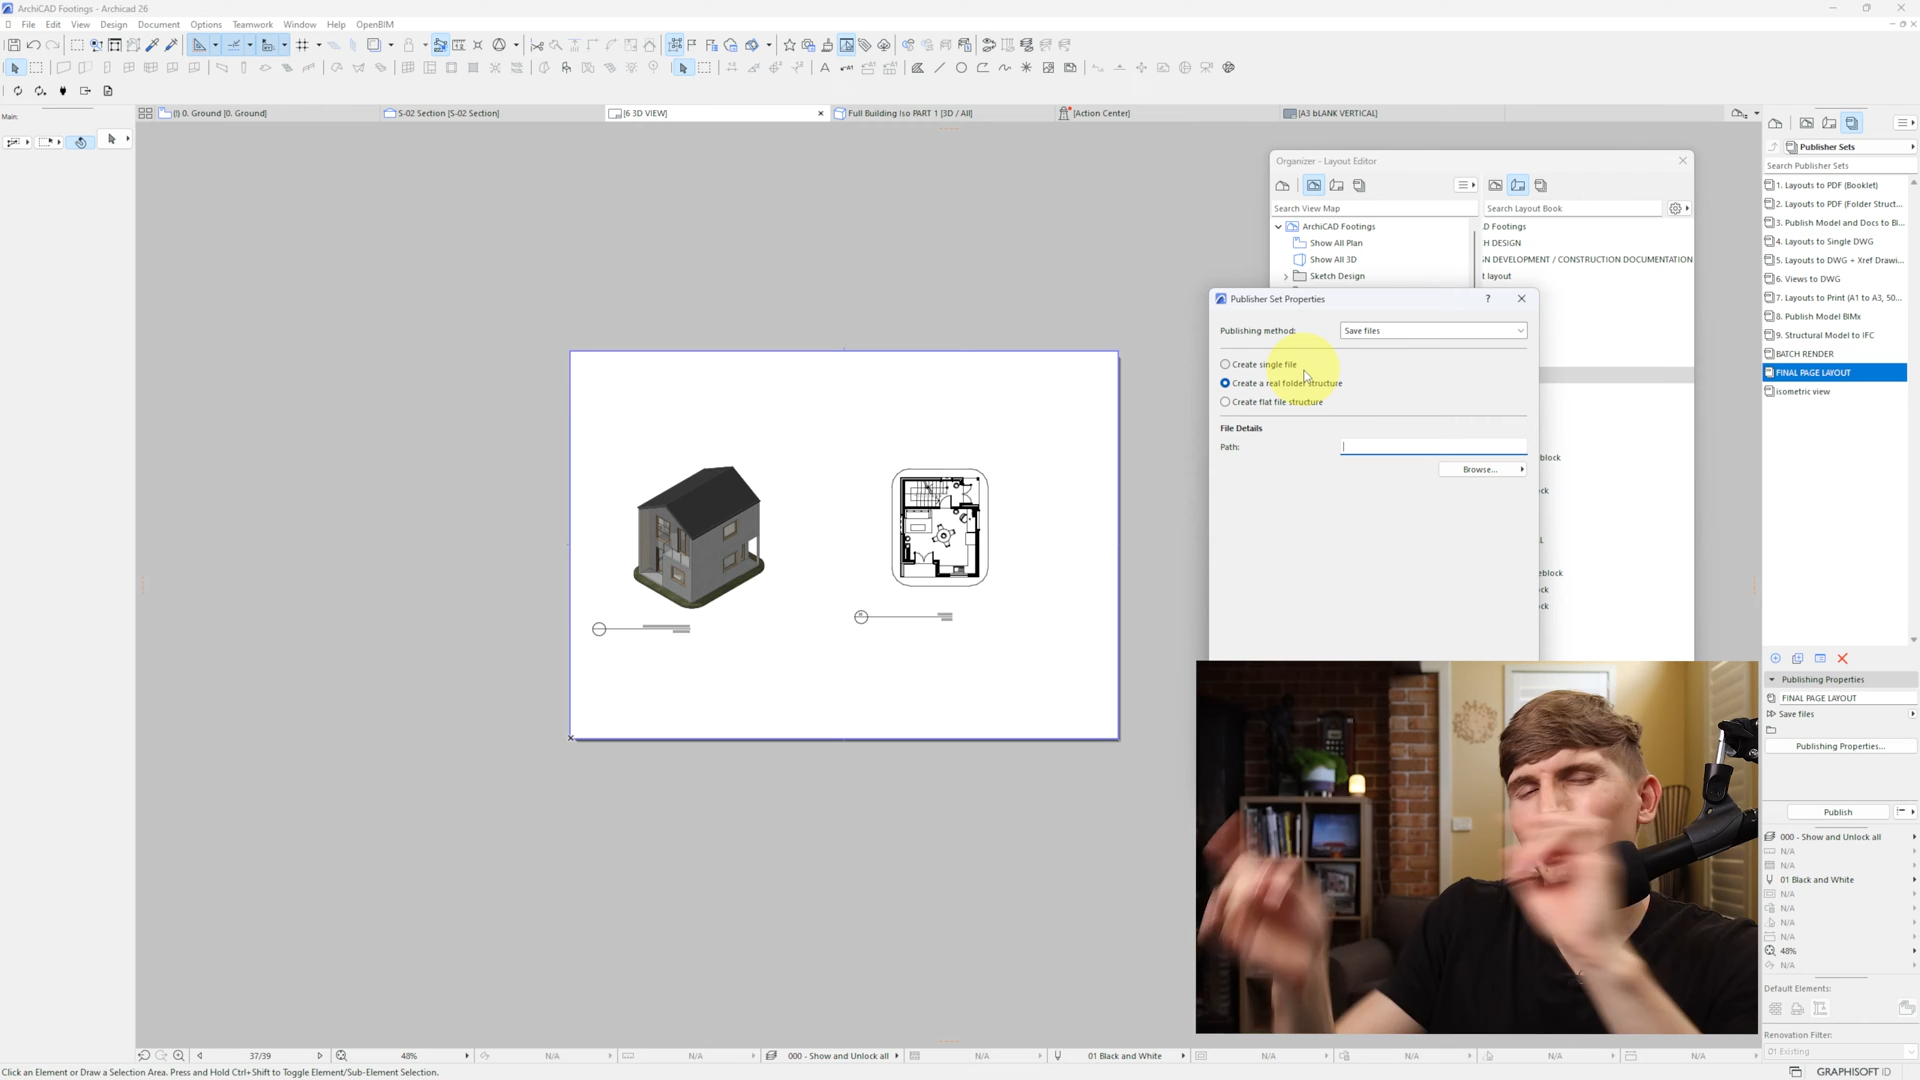 ArchiCAD Footings - Archicad 26
File Edit View Design Document Options Teamwork Window Help OpenBIM
Main:
(!) 0. Ground [0. Ground]
S-02 Section [S-02 Section]
[6 3D VIEW]
Full Building Iso PART 1 [3D / All]
[Action Center]
[A3 bLANK VERTICAL]
Publisher Sets
Search Publisher Sets
1. Layouts to PDF (Booklet)
2. Layouts to PDF (Folder Struct...
3. Publish Model and Docs to BI...
4. Layouts to Single DWG
5. Layouts to DWG + Xref Drawi...
6. Views to DWG
7. Layouts to Print (A1 to A3, 50...
8. Publish Model BIMx
9. Structural Model to IFC
BATCH RENDER
FINAL PAGE LAYOUT
isometric view
Organizer - Layout Editor
Search View Map
Search Layout Book
ArchiCAD Footings
Show All Plan
Show All 3D
Sketch Design
D Footings
H DESIGN
N DEVELOPMENT / CONSTRUCTION DOCUMENTATION
t layout
Publisher Set Properties
?
Publishing method:
Save files
Create single file
Create a real folder structure
Create flat file structure
File Details
Path:
Browse...
block
ck
L
eblock
ck
ck
Publishing Properties
FINAL PAGE LAYOUT
Save files
Publishing Properties...
Publish
000 - Show and Unlock all
N/A
N/A
01 Black and White
N/A
N/A
N/A
N/A
48%
N/A
Default Elements:
Renovation Filter:
01 Existing
37/39
48%
N/A
N/A
000 - Show and Unlock all
N/A
01 Black and White
N/A
N/A
N/A
N/A
Click an Element or Draw a Selection Area. Press and Hold Ctrl+Shift to Toggle Element/Sub-Element Selection.
GRAPHISOFT ID